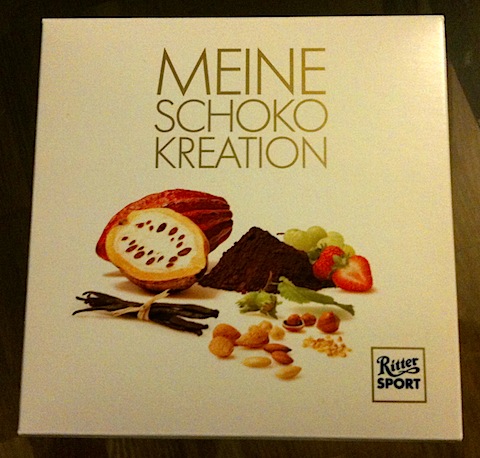 MEINE
SCHOKO
KREATION
Ritter
SPORT